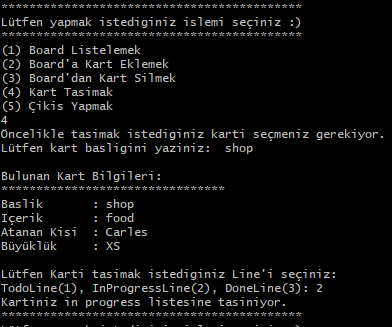 ******************************************
Lütfen yapmak istediginiz islemi seçiniz :)
******************************************
(1) Board Listelemek
(2) Board'a Kart Eklemek
(3) Board'dan Kart Silmek
(4) Kart Tasimak
(5) Çikis Yapmak
4
Öncelikle tasimak istediginiz karti seçmeniz gerekiyor.
Lütfen kart basligini yaziniz:  shop
Bulunan Kart Bilgileri:
*******************************
Baslik      : shop
Içerik      : food
Atanan Kisi  : Carles
Büyüklük    : XS
Lütfen Karti tasimak istediginiz Line'i seçiniz:
TodoLine(1), InProgressLine(2), DoneLine(3): 2
Kartiniz in progress listesine tasiniyor.
******************************************